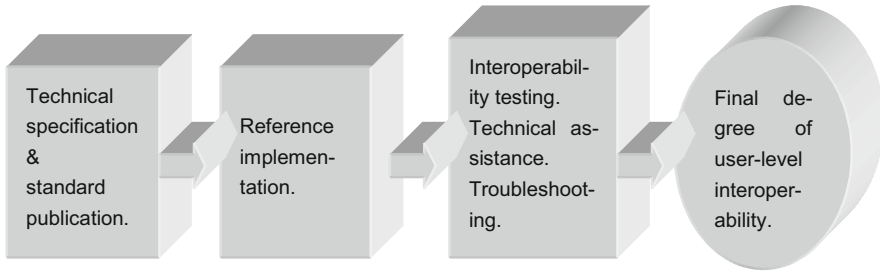 Technical
specification
&
standard
publication.
Reference
implemen-
tation.
Interoperabil-
ity testing.
Technical as-
sistance.
Troubleshoot-
ing.
Final de-
gree of
user-level
interoper-
ability.